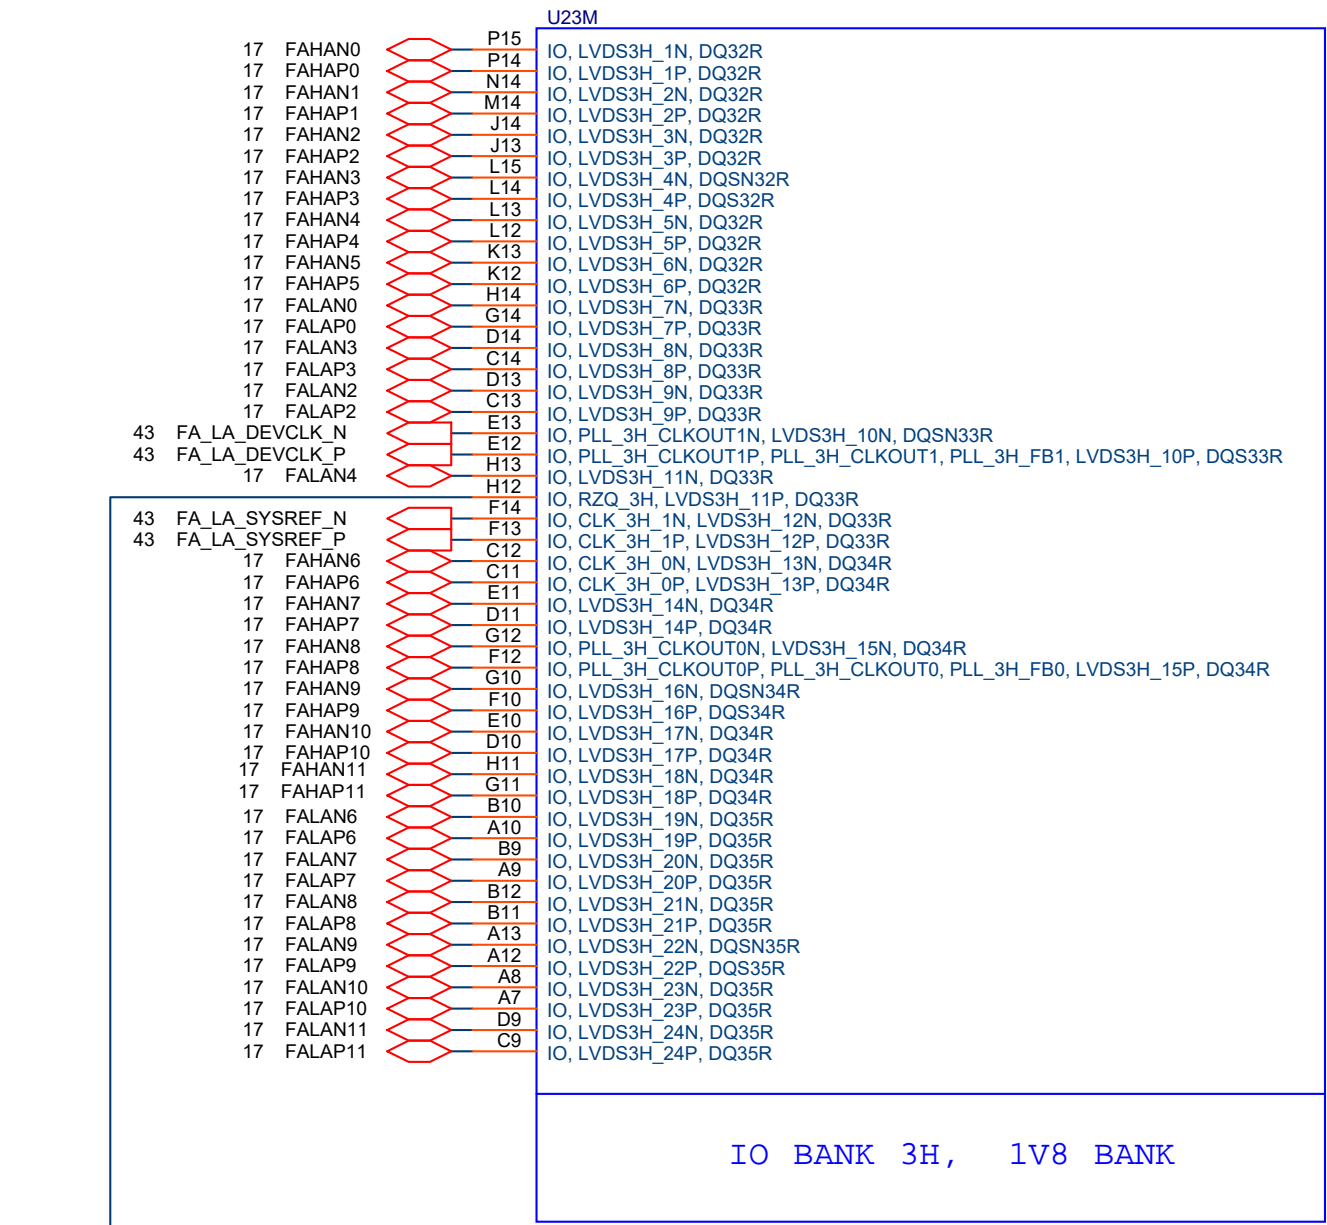 U23M
17 FAHAN0 P15 IO, LVDS3H_1N, DQ32R
17 FAHAP0 P14 IO, LVDS3H_1P, DQ32R
17 FAHAN1 N14 IO, LVDS3H_2N, DQ32R
17 FAHAP1 M14 IO, LVDS3H_2P, DQ32R
17 FAHAN2 J14 IO, LVDS3H_3N, DQ32R
17 FAHAP2 J13 IO, LVDS3H_3P, DQ32R
17 FAHAN3 L15 IO, LVDS3H_4N, DQSN32R
17 FAHAP3 L14 IO, LVDS3H_4P, DQS32R
17 FAHAN4 L13 IO, LVDS3H_5N, DQ32R
17 FAHAP4 L12 IO, LVDS3H_5P, DQ32R
17 FAHAN5 K13 IO, LVDS3H_6N, DQ32R
17 FAHAP5 K12 IO, LVDS3H_6P, DQ32R
17 FALAN0 H14 IO, LVDS3H_7N, DQ33R
17 FALAP0 G14 IO, LVDS3H_7P, DQ33R
17 FALAN3 D14 IO, LVDS3H_8N, DQ33R
17 FALAP3 C14 IO, LVDS3H_8P, DQ33R
17 FALAN2 D13 IO, LVDS3H_9N, DQ33R
17 FALAP2 C13 IO, LVDS3H_9P, DQ33R
43 FA_LA_DEVCLK_N E13 IO, PLL_3H_CLKOUT1N, LVDS3H_10N, DQSN33R
43 FA_LA_DEVCLK_P E12 IO, PLL_3H_CLKOUT1P, PLL_3H_CLKOUT1, PLL_3H_FB1, LVDS3H_10P, DQS33R
17 FALAN4 H13 IO, LVDS3H_11N, DQ33R
H12 IO, RZQ_3H, LVDS3H_11P, DQ33R
43 FA_LA_SYSREF_N F14 IO, CLK_3H_1N, LVDS3H_12N, DQ33R
43 FA_LA_SYSREF_P F13 IO, CLK_3H_1P, LVDS3H_12P, DQ33R
17 FAHAN6 C12 IO, CLK_3H_0N, LVDS3H_13N, DQ34R
17 FAHAP6 C11 IO, CLK_3H_0P, LVDS3H_13P, DQ34R
17 FAHAN7 E11 IO, LVDS3H_14N, DQ34R
17 FAHAP7 D11 IO, LVDS3H_14P, DQ34R
17 FAHAN8 G12 IO, PLL_3H_CLKOUT0N, LVDS3H_15N, DQ34R
17 FAHAP8 F12 IO, PLL_3H_CLKOUT0P, PLL_3H_CLKOUT0, PLL_3H_FB0, LVDS3H_15P, DQ34R
17 FAHAN9 G10 IO, LVDS3H_16N, DQSN34R
17 FAHAP9 F10 IO, LVDS3H_16P, DQS34R
17 FAHAN10 E10 IO, LVDS3H_17N, DQ34R
17 FAHAP10 D10 IO, LVDS3H_17P, DQ34R
17 FAHAN11 H11 IO, LVDS3H_18N, DQ34R
17 FAHAP11 G11 IO, LVDS3H_18P, DQ34R
17 FALAN6 B10 IO, LVDS3H_19N, DQ35R
17 FALAP6 A10 IO, LVDS3H_19P, DQ35R
17 FALAN7 B9 IO, LVDS3H_20N, DQ35R
17 FALAP7 A9 IO, LVDS3H_20P, DQ35R
17 FALAN8 B12 IO, LVDS3H_21N, DQ35R
17 FALAP8 B11 IO, LVDS3H_21P, DQ35R
17 FALAN9 A13 IO, LVDS3H_22N, DQSN35R
17 FALAP9 A12 IO, LVDS3H_22P, DQS35R
17 FALAN10 A8 IO, LVDS3H_23N, DQ35R
17 FALAP10 A7 IO, LVDS3H_23P, DQ35R
17 FALAN11 D9 IO, LVDS3H_24N, DQ35R
17 FALAP11 C9 IO, LVDS3H_24P, DQ35R
IO BANK 3H, 1V8 BANK